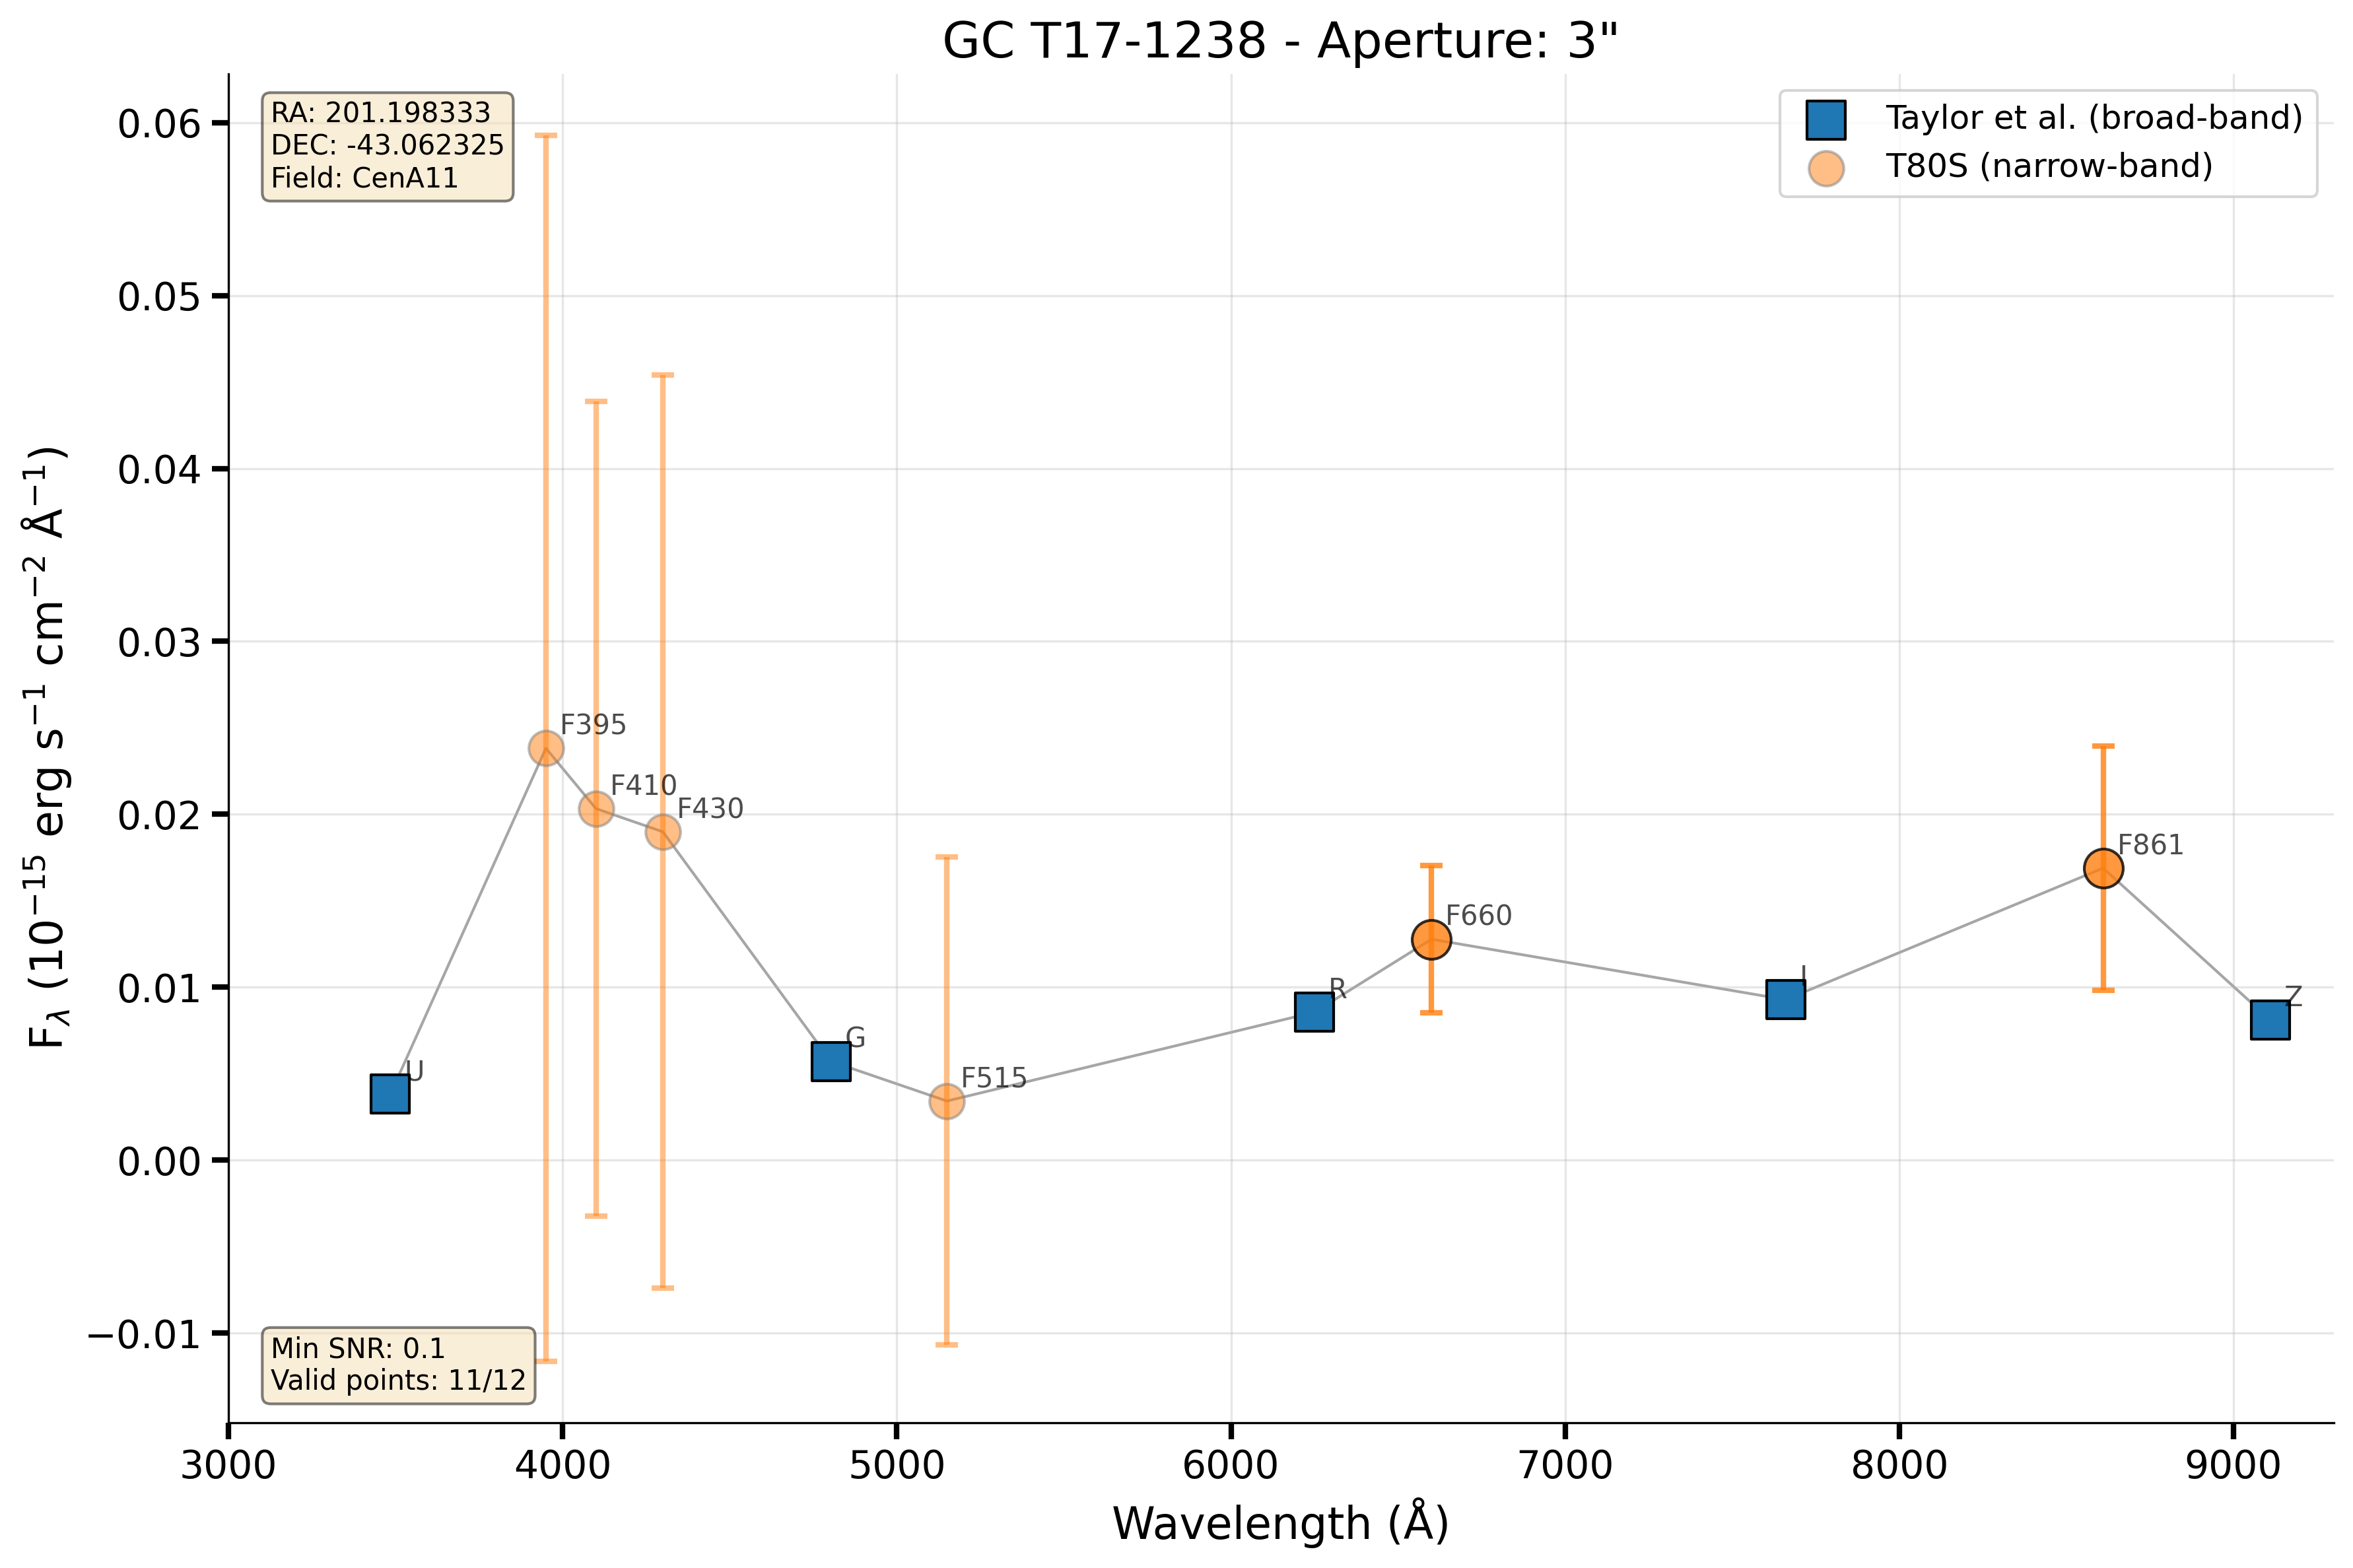 GC T17-1238 - Aperture: 3"
RA: 201.198333
DEC: -43.062325
Field: CenA11
Taylor et al. (broad-band)
T80S (narrow-band)
0.06
0.05
0.04
0.03
0.02
0.01
0.00
−0.01
F_λ (10⁻¹⁵ erg s⁻¹ cm⁻² Å⁻¹)
U
F395
F410
F430
G
F515
R
F660
I
F861
Z
Min SNR: 0.1
Valid points: 11/12
3000 4000 5000 6000 7000 8000 9000
Wavelength (Å)